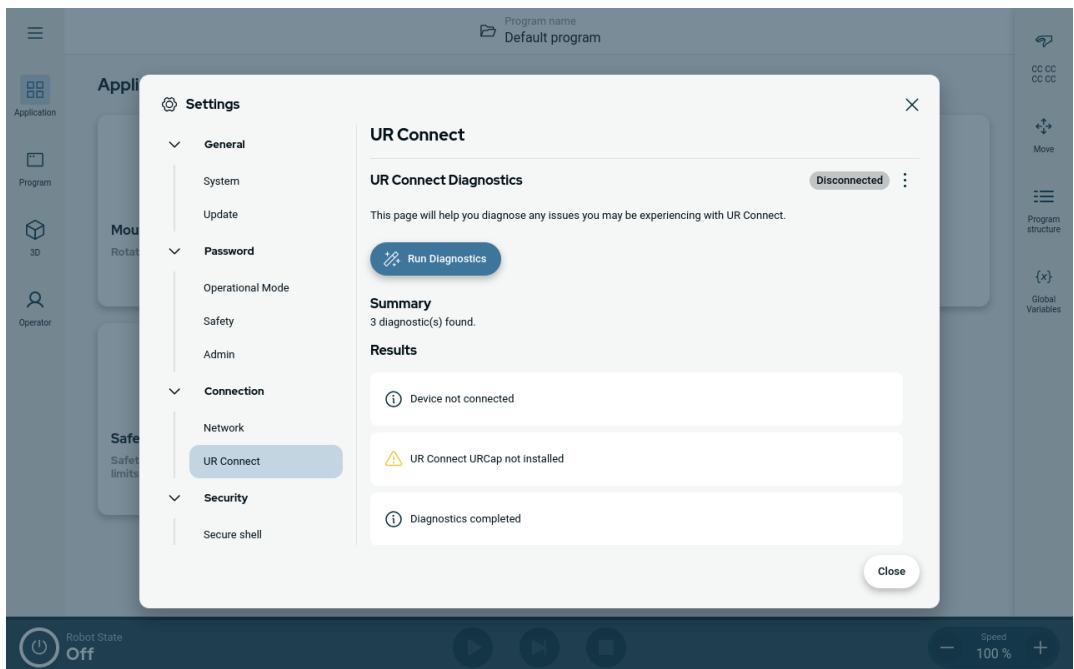 Program name
Default program
Application
Program
3D
Operator
Appli
Mou
Rotat
Safe
Safet
limits
Settings
General
System
Update
Password
Operational Mode
Safety
Admin
Connection
Network
UR Connect
Security
Secure shell
UR Connect
UR Connect Diagnostics
Disconnected
This page will help you diagnose any issues you may be experiencing with UR Connect.
Run Diagnostics
Summary
3 diagnostic(s) found.
Results
Device not connected
UR Connect URCap not installed
Diagnostics completed
Close
CC CC
CC CC
Move
Program
structure
{x}
Global
Variables
Robot State
Off
Speed
100 %